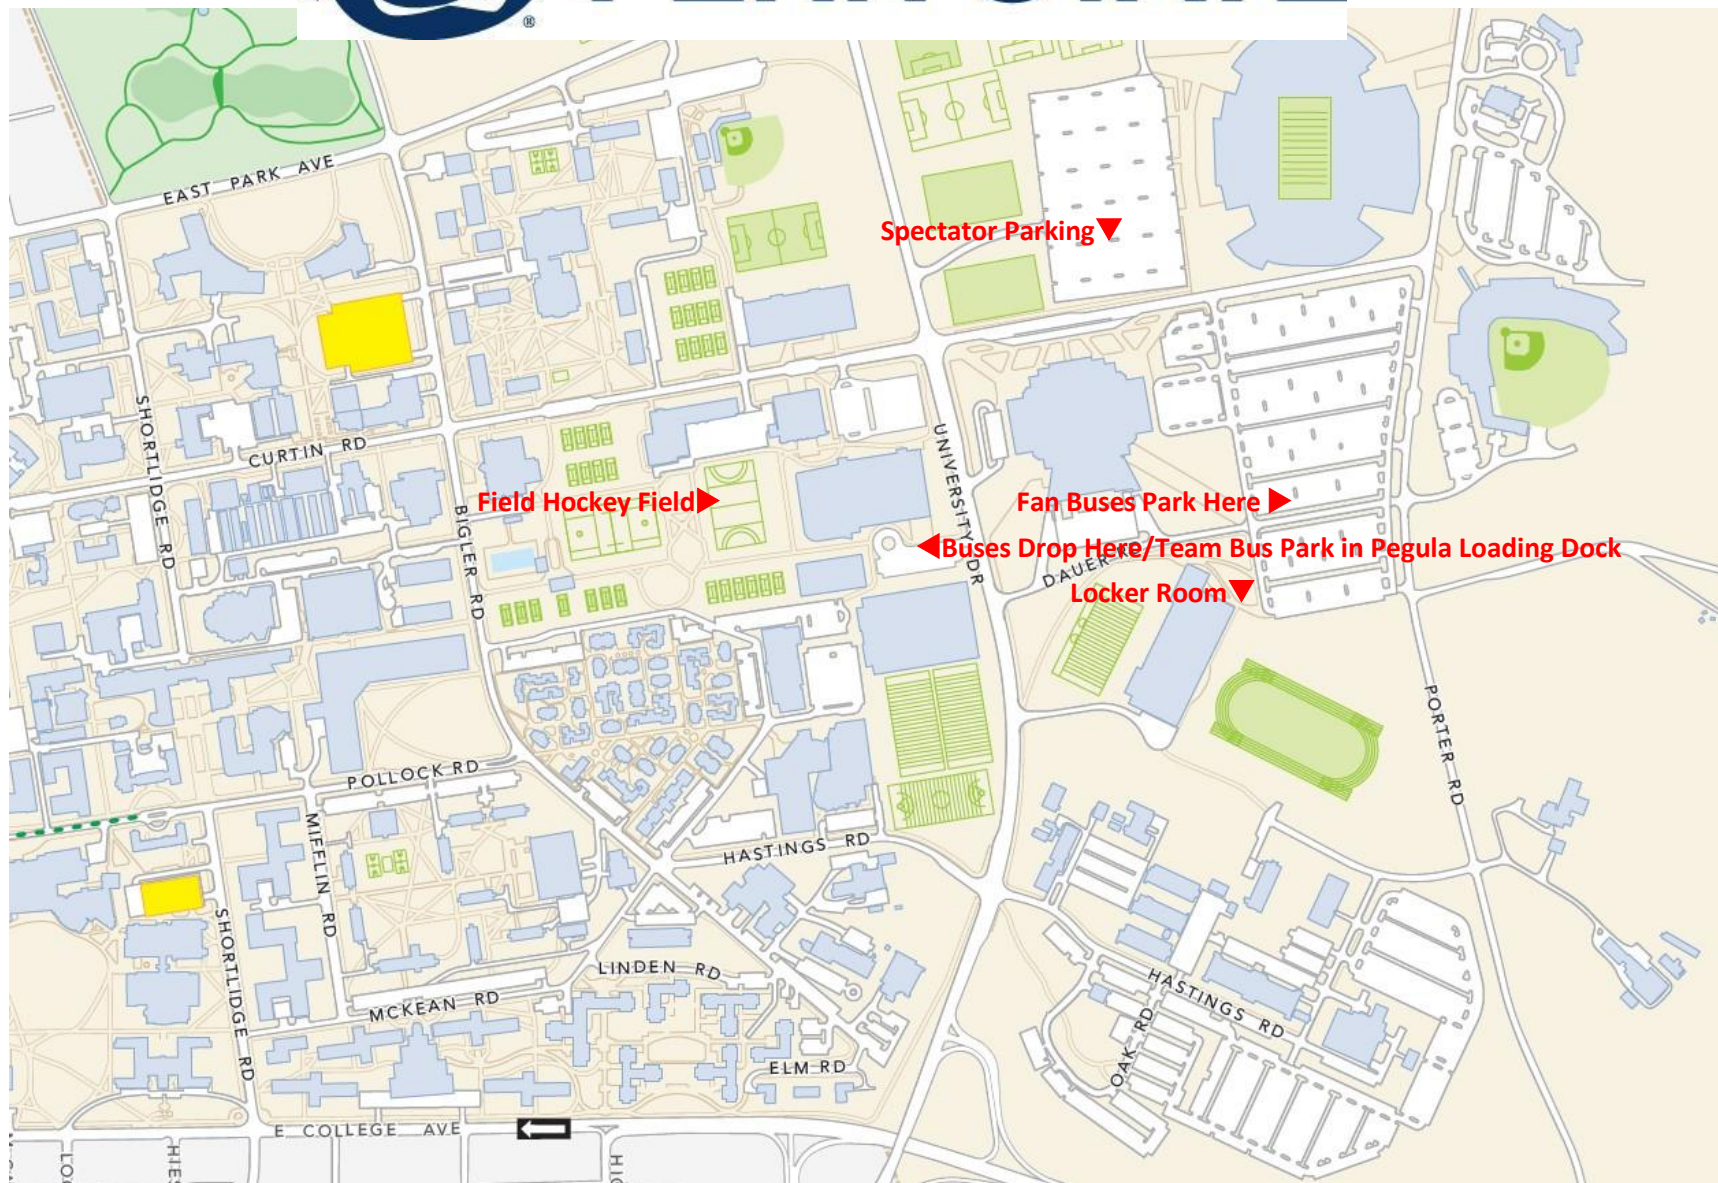 ®
EAST PARK AVE
Spectator Parking
SHORTLIDGE RD
CURTIN RD
UNIVERSITY DR
Field Hockey Field
Fan Buses Park Here
BIGLER RD
Buses Drop Here/Team Bus Park in Pegula Loading Dock
Locker Room
PORTER RD
POLLOCK RD
MIFFLIN RD
HASTINGS RD
SHORTLIDGE RD
LINDEN RD
MCKEAN RD
HASTINGS RD
OAK RD
ELM RD
E COLLEGE AVE